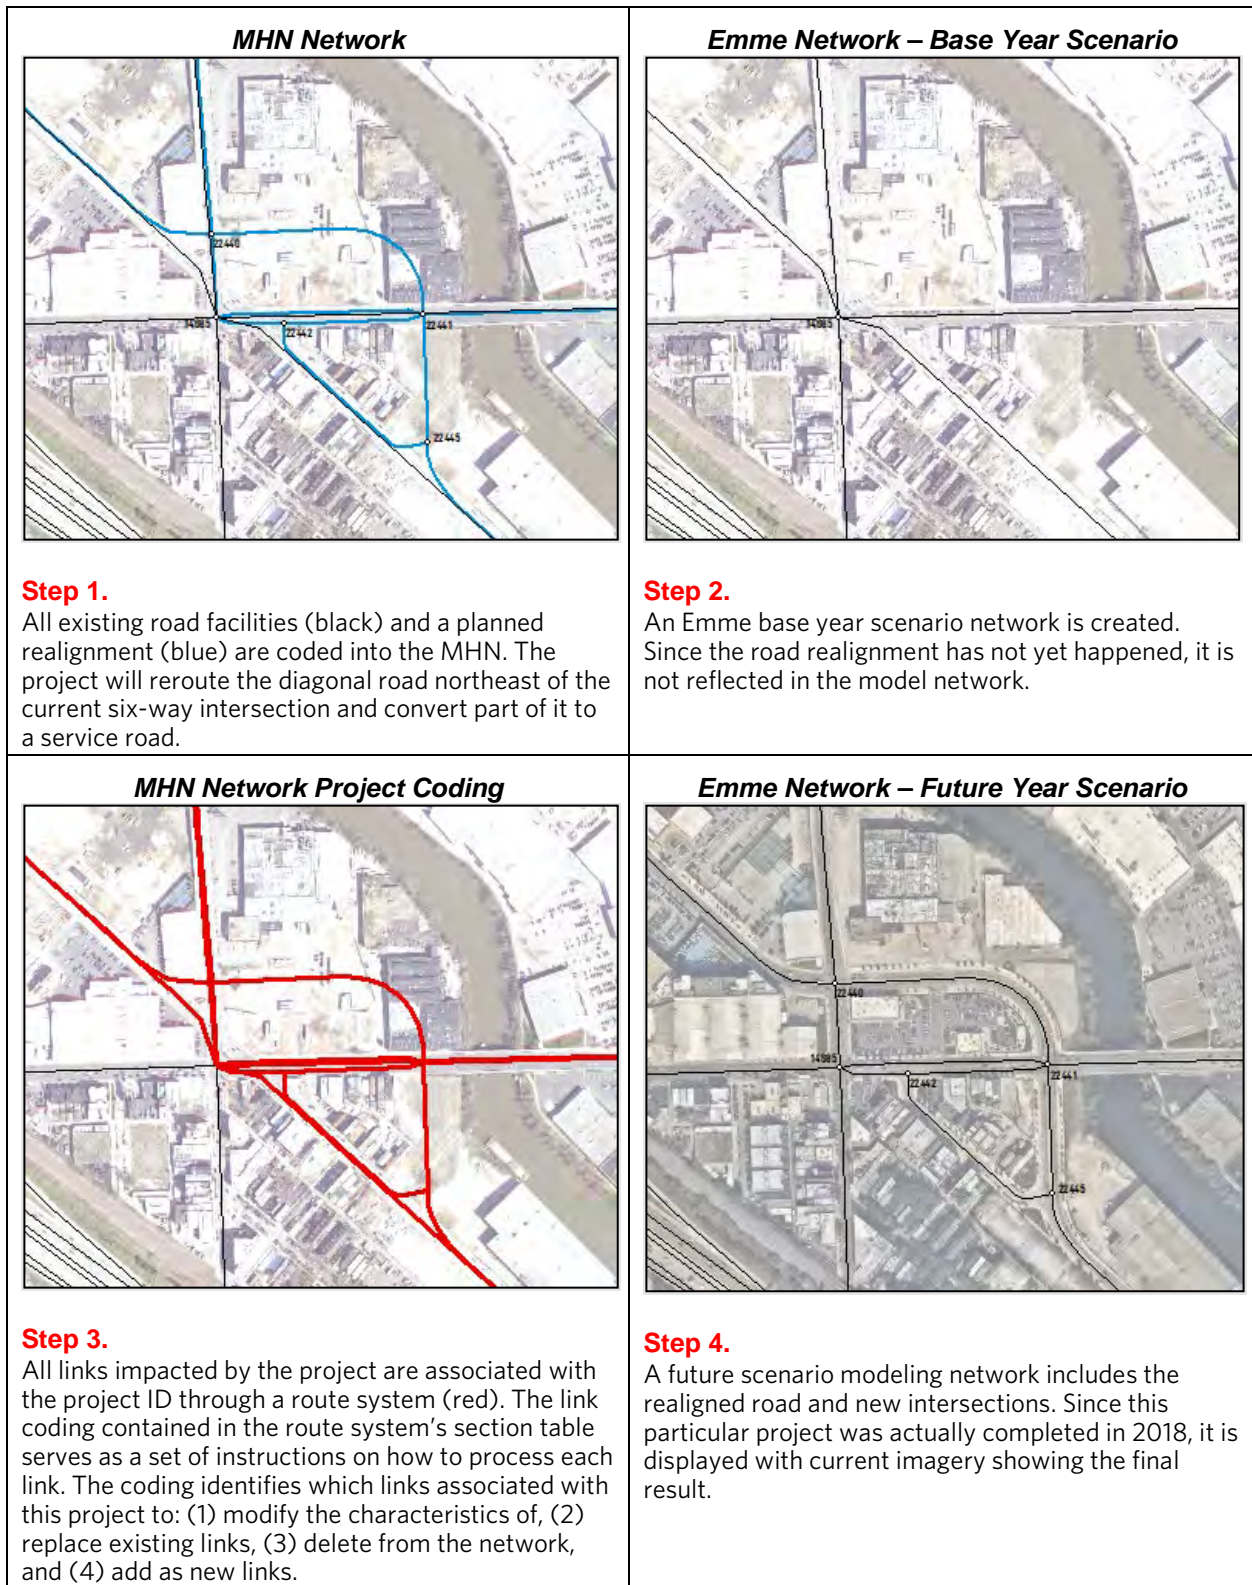 MHN Network
22440
14985
22442
22441
22445
Step 1.
All existing road facilities (black) and a planned
realignment (blue) are coded into the MHN. The
project will reroute the diagonal road northeast of the
current six-way intersection and convert part of it to
a service road.
Emme Network – Base Year Scenario
14985
Step 2.
An Emme base year scenario network is created.
Since the road realignment has not yet happened, it is
not reflected in the model network.
MHN Network Project Coding
Step 3.
All links impacted by the project are associated with
the project ID through a route system (red). The link
coding contained in the route system’s section table
serves as a set of instructions on how to process each
link. The coding identifies which links associated with
this project to: (1) modify the characteristics of, (2)
replace existing links, (3) delete from the network,
and (4) add as new links.
Emme Network – Future Year Scenario
22440
14985
22442
22441
22445
Step 4.
A future scenario modeling network includes the
realigned road and new intersections. Since this
particular project was actually completed in 2018, it is
displayed with current imagery showing the final
result.